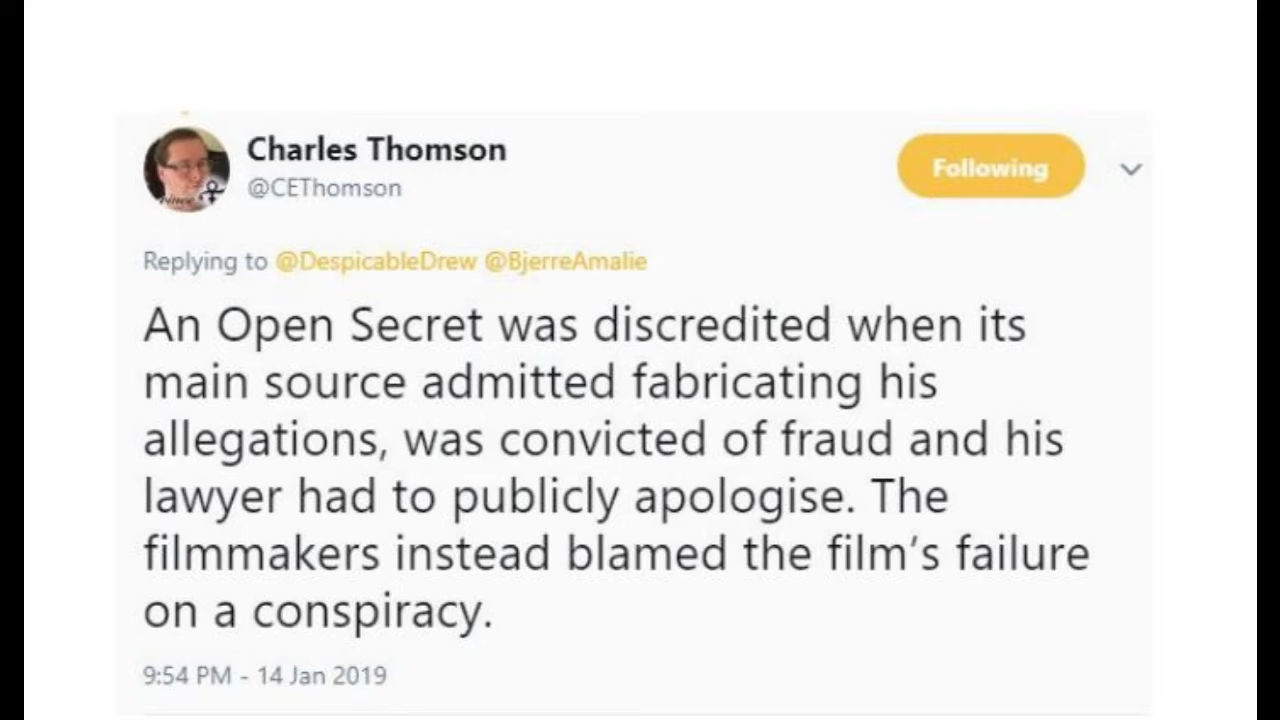 Charles Thomson
@CEThomson
Following
Replying to @DespicableDrew @BjerreAmalie
An Open Secret was discredited when its
main source admitted fabricating his
allegations, was convicted of fraud and his
lawyer had to publicly apologise. The
filmmakers instead blamed the film’s failure
on a conspiracy.
9:54 PM - 14 Jan 2019